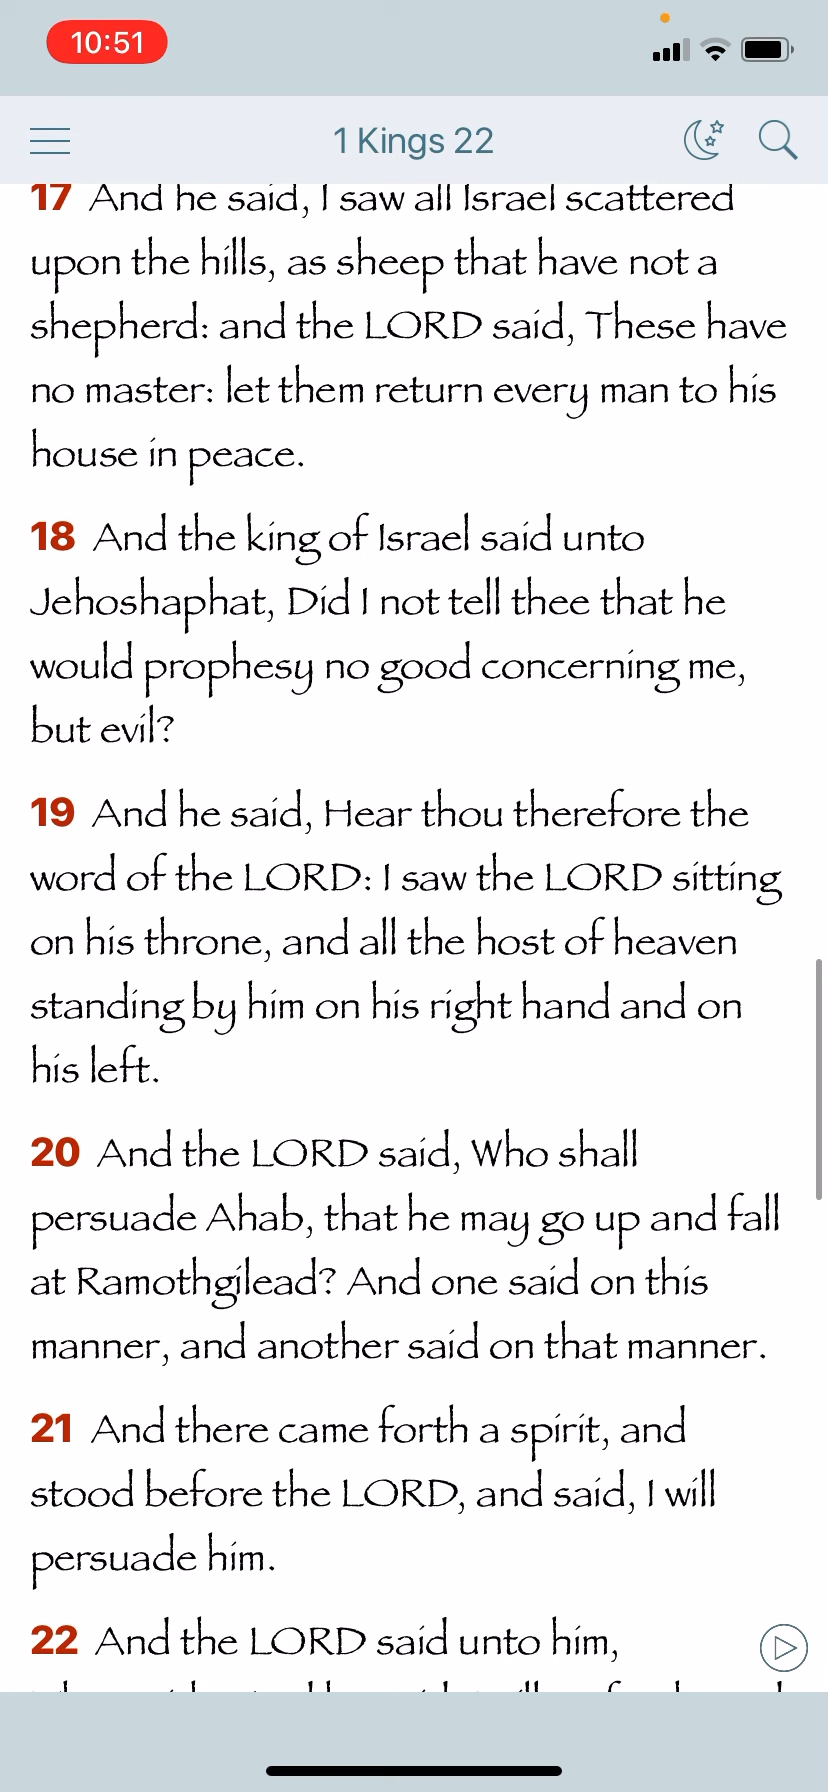 10:51
1 Kings 22
17 And he said, I saw all Israel scattered
upon the hills, as sheep that have not a
shepherd: and the LORD said, These have
no master: let them return every man to his
house in peace.
18 And the king of Israel said unto
Jehoshaphat, Did I not tell thee that he
would prophesy no good concerning me,
but evil?
19 And he said, Hear thou therefore the
word of the LORD: I saw the LORD sitting
on his throne, and all the host of heaven
standing by him on his right hand and on
his left.
20 And the LORD said, Who shall
persuade Ahab, that he may go up and fall
at Ramothgilead? And one said on this
manner, and another said on that manner.
21 And there came forth a spirit, and
stood before the LORD, and said, I will
persuade him.
22 And the LORD said unto him,